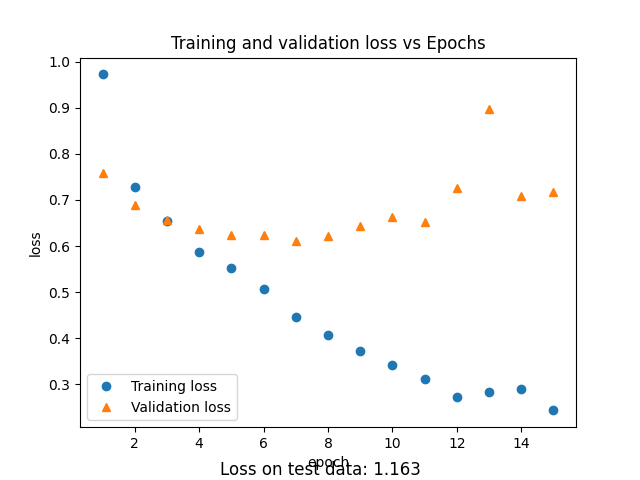 Training and validation loss vs Epochs
1.0
0.9
0.8
0.7
0.6
0.5
0.4
0.3
loss
Training loss
Validation loss
2 4 6 8 10 12 14
epoch
Loss on test data: 1.163